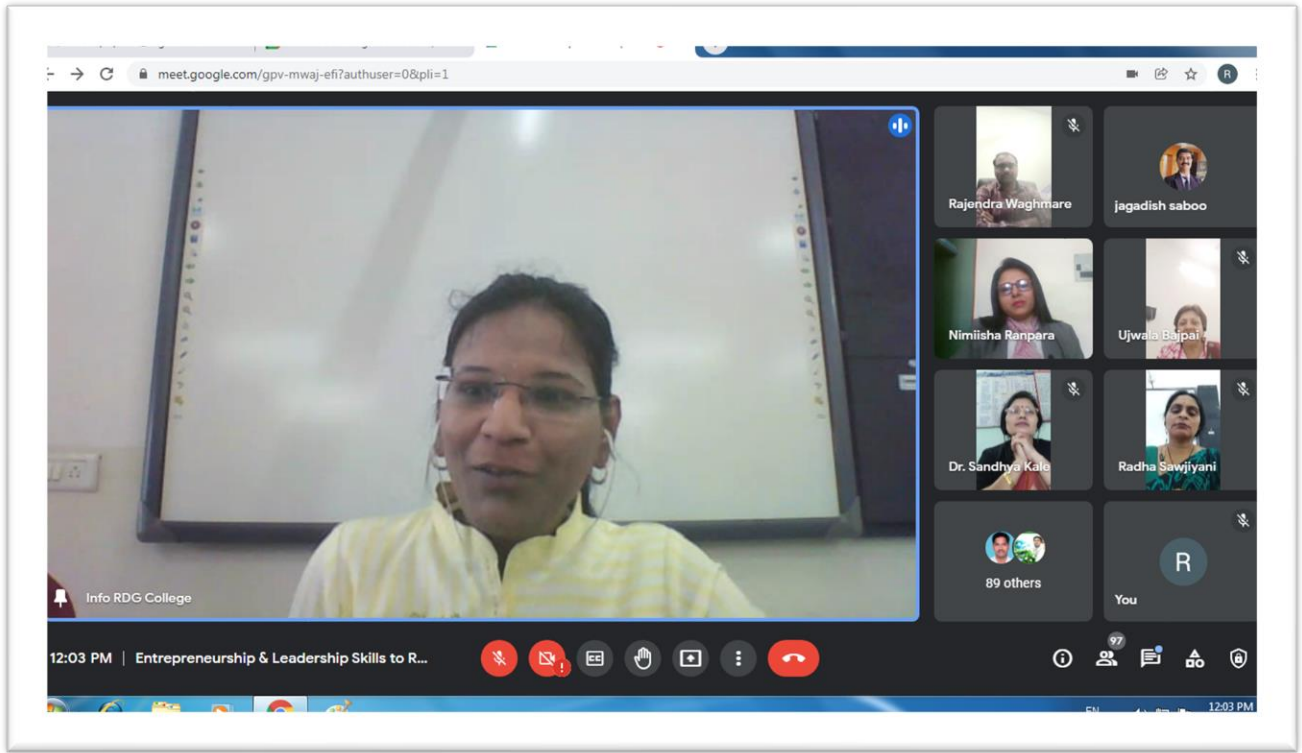 meet.google.com/gpv-mwaj-efi?authuser=0&pli=1
R
Rajendra Waghmare
jagadish saboo
Nimiisha Ranpara
Ujwala Bajpai
Dr. Sandhya Kale
Radha Sawjiyani
89 others
R
You
Info RDG College
12:03 PM | Entrepreneurship & Leadership Skills to R...
CC
97
EN
12:03 PM